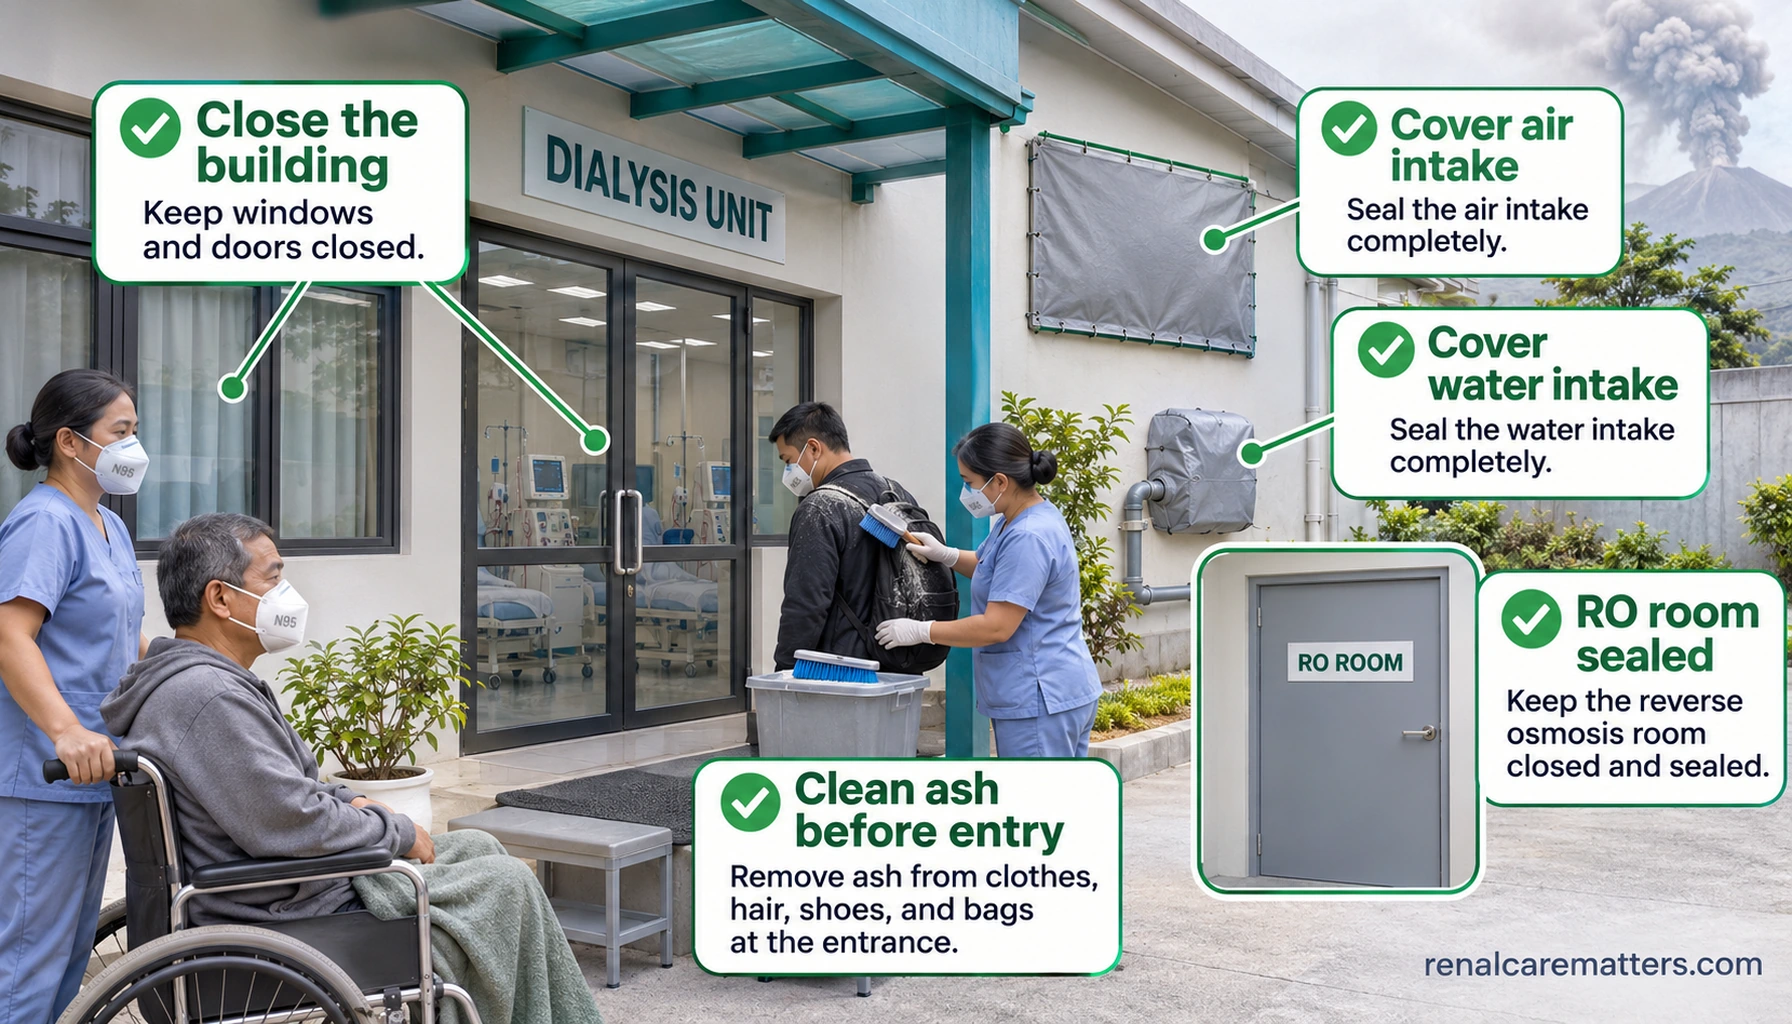 Close the
building
Keep windows
and doors closed.
DIALYSIS UNIT
Cover air
intake
Seal the air intake
completely.
Cover
water intake
Seal the water intake
completely.
N95
N95
RO ROOM
RO room
sealed
Keep the reverse
osmosis room
closed and sealed.
Clean ash
before entry
Remove ash from clothes,
hair, shoes, and bags
at the entrance.
renalcarematters.com